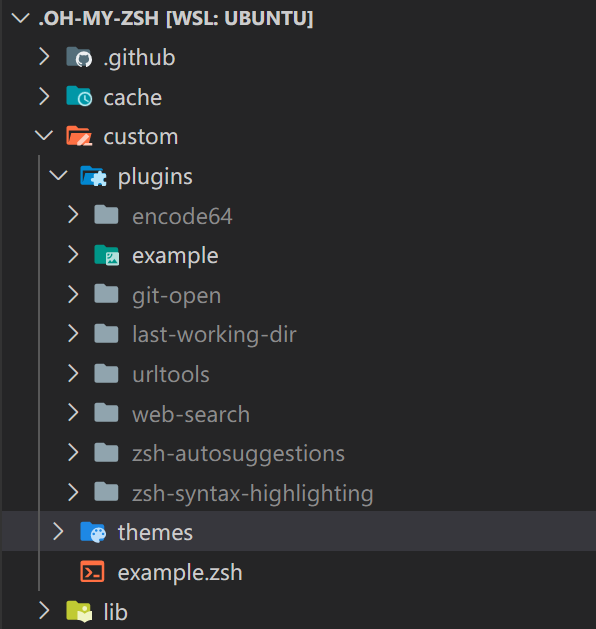 .OH-MY-ZSH [WSL: UBUNTU]
.github
cache
custom
plugins
encode64
example
git-open
last-working-dir
urltools
web-search
zsh-autosuggestions
zsh-syntax-highlighting
themes
example.zsh
lib